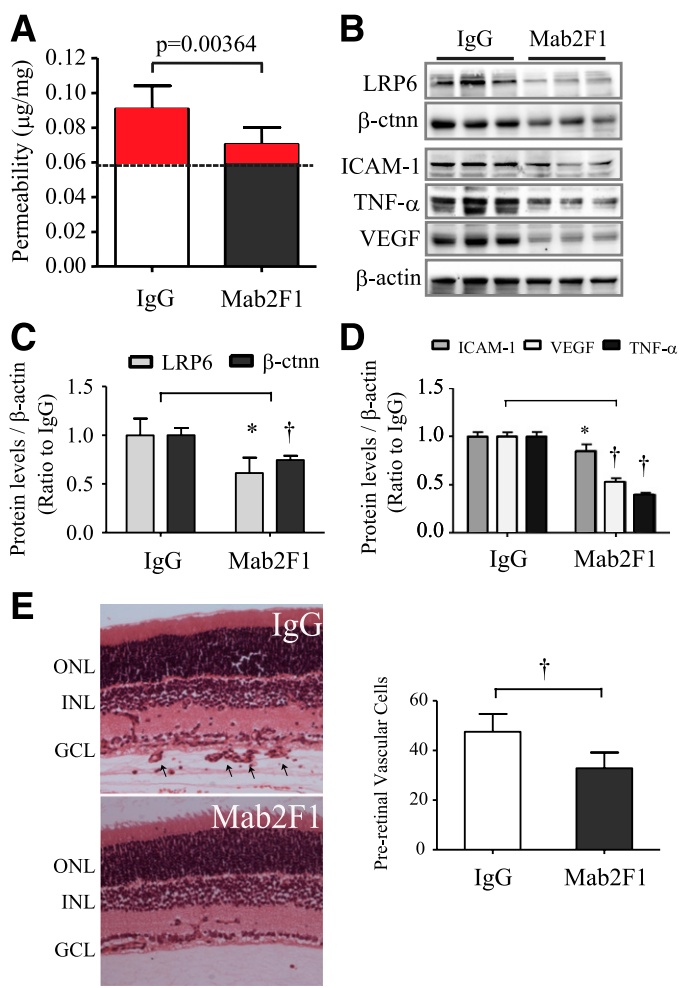 A
p=0.00364
Permeability (µg/mg)
0.12
0.10
0.08
0.06
0.04
0.02
0.00
IgG
Mab2F1
B
IgG
Mab2F1
LRP6
β-ctnn
ICAM-1
TNF-α
VEGF
β-actin
C
LRP6
β-ctnn
Protein levels / β-actin
(Ratio to IgG)
1.5
1.0
0.5
0.0
*
†
IgG
Mab2F1
D
ICAM-1
VEGF
TNF-α
Protein levels / β-actin
(Ratio to IgG)
1.5
1.0
0.5
0.0
*
†
†
IgG
Mab2F1
E
IgG
ONL
INL
GCL
Mab2F1
ONL
INL
GCL
Pre-retinal Vascular Cells
60
40
20
0
†
IgG
Mab2F1